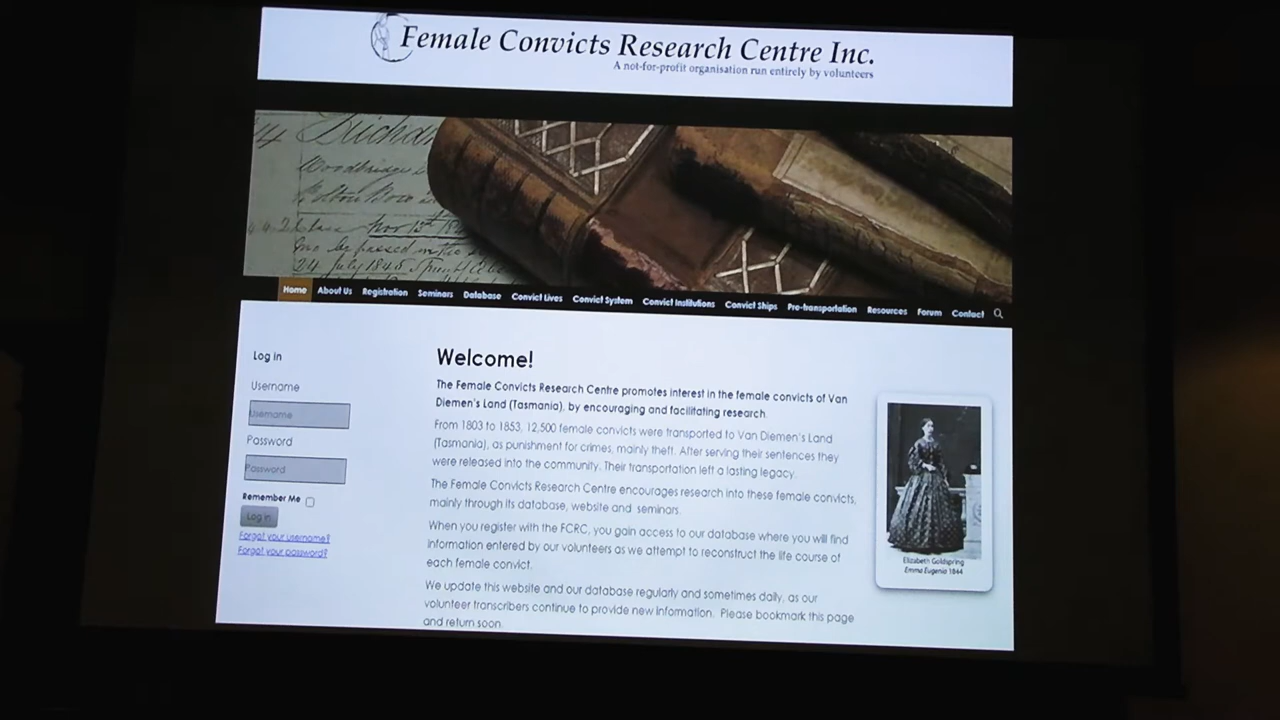 Female Convicts Research Centre Inc.
A not-for-profit organisation run entirely by volunteers
24 July 1845
Home About Us Registration Seminars Database Convict Lives Convict System Convict Institutions Convict Ships Pre-transportation Resources Forum Contact
Log in
Username
Username
Password
Password
Remember Me
Log in
Forgot your username?
Forgot your password?
Welcome!
The Female Convicts Research Centre promotes interest in the female convicts of Van
Diemen's Land (Tasmania), by encouraging and facilitating research.
From 1803 to 1853, 12,500 female convicts were transported to Van Diemen's Land
(Tasmania), as punishment for crimes, mainly theft. After serving their sentences they
were released into the community. Their transportation left a lasting legacy.
The Female Convicts Research Centre encourages research into these female convicts,
mainly through its database, website and seminars.
When you register with the FCRC, you gain access to our database where you will find
information entered by our volunteers as we attempt to reconstruct the life course of
each female convict.
We update this website and our database regularly and sometimes daily, as our
volunteer transcribers continue to provide new information. Please bookmark this page
and return soon.
Elizabeth Goldspring
Emma Eugenia 1844